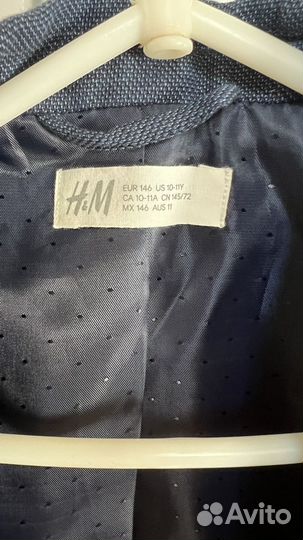 H&M
EUR 146 US 10-11Y
CA 10-11A CN 145/72
MX 146 AUS 11
Avito